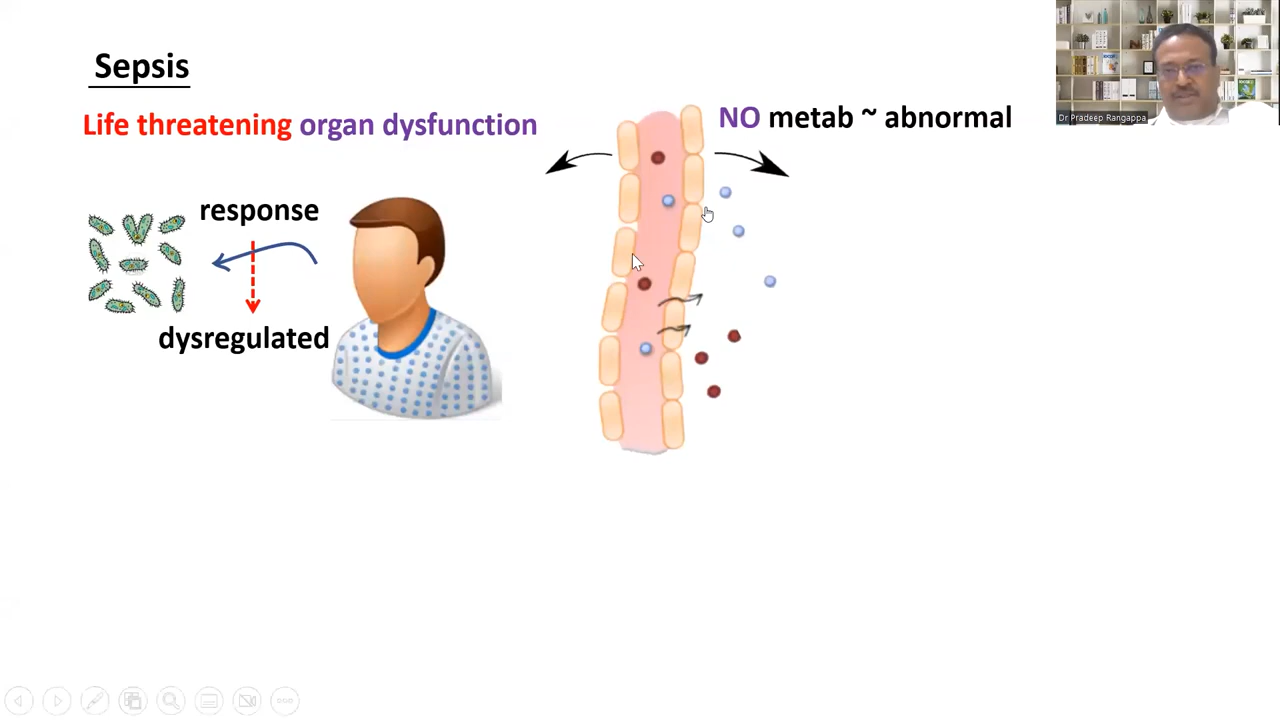 Sepsis
Life threatening organ dysfunction
NO metab ~ abnormal
response
dysregulated
Dr Pradeep Rangappa